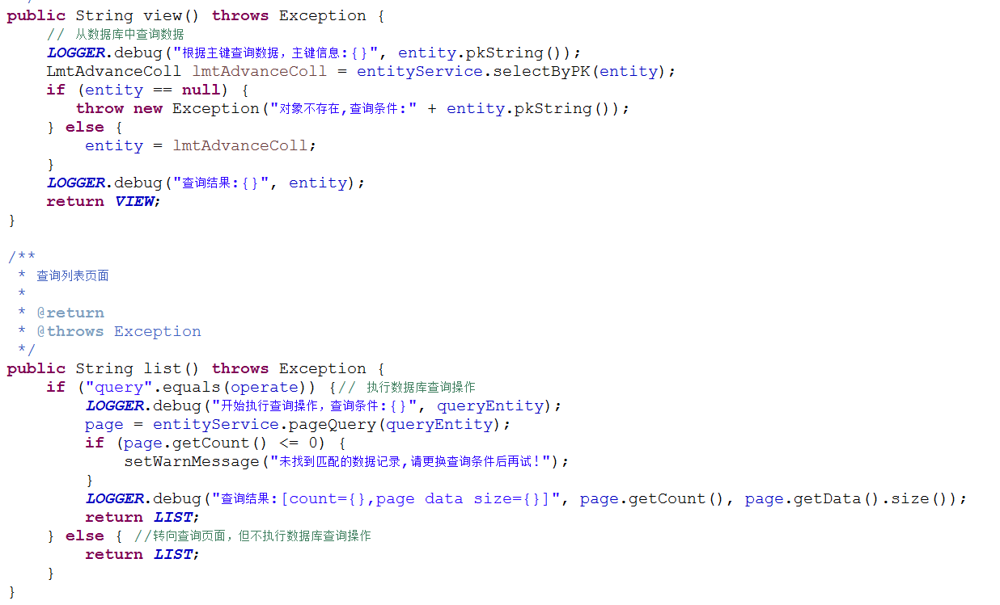 public String view() throws Exception {
// 从数据库中查询数据
LOGGER.debug("根据主键查询数据，主键信息:{}", entity.pkString());
LmtAdvanceColl lmtAdvanceColl = entityService.selectByPK(entity);
if (entity == null) {
throw new Exception("对象不存在,查询条件:" + entity.pkString());
} else {
entity = lmtAdvanceColl;
}
LOGGER.debug("查询结果:{}", entity);
return VIEW;
}
/**
* 查询列表页面
*
* @return
* @throws Exception
*/
public String list() throws Exception {
if ("query".equals(operate)) {// 执行数据库查询操作
LOGGER.debug("开始执行查询操作，查询条件:{}", queryEntity);
page = entityService.pageQuery(queryEntity);
if (page.getCount() <= 0) {
setWarnMessage("未找到匹配的数据记录,请更换查询条件后再试!");
}
LOGGER.debug("查询结果:[count={},page data size={}]", page.getCount(), page.getData().size());
return LIST;
} else { //转向查询页面，但不执行数据库查询操作
return LIST;
}
}